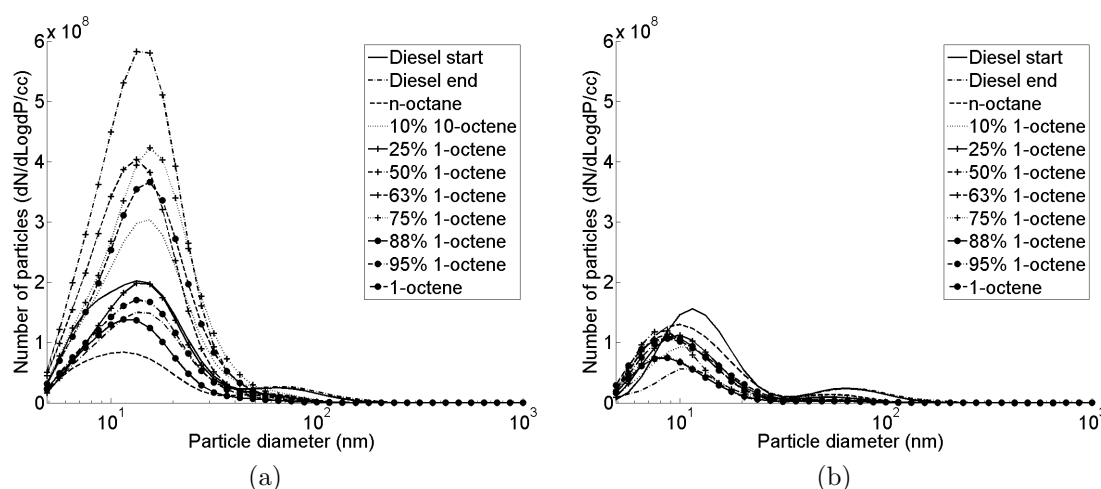 6 x 10^8
5
4
3
2
1
0
Number of particles (dN/dLogdP/cc)
10^1
10^2
10^3
Particle diameter (nm)
Diesel start
Diesel end
n-octane
10% 10-octene
25% 1-octene
50% 1-octene
63% 1-octene
75% 1-octene
88% 1-octene
95% 1-octene
1-octene
(a)
6 x 10^8
5
4
3
2
1
0
Number of particles (dN/dLogdP/cc)
10^1
10^2
10^3
Particle diameter (nm)
Diesel start
Diesel end
n-octane
10% 1-octene
25% 1-octene
50% 1-octene
63% 1-octene
75% 1-octene
88% 1-octene
95% 1-octene
1-octene
(b)